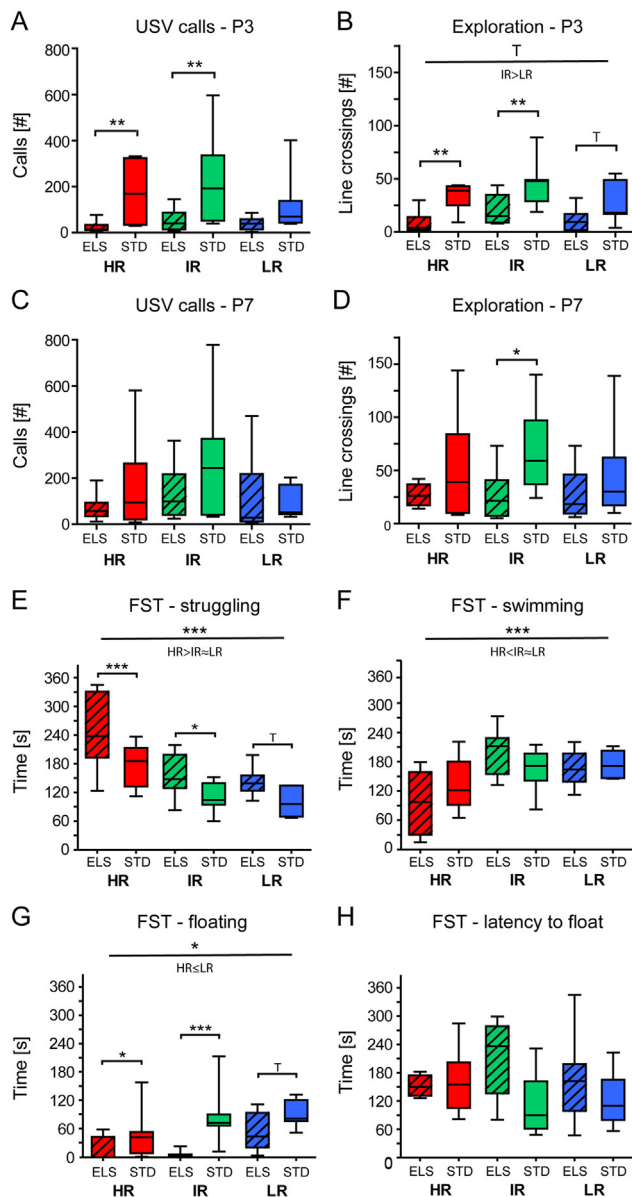 A USV calls - P3
Calls [#]
800
600
400
200
0
** **
ELS STD ELS STD ELS STD
HR IR LR
B Exploration - P3
Line crossings [#]
175
150
100
50
0
T
IR>LR
** ** T
ELS STD ELS STD ELS STD
HR IR LR
C USV calls - P7
Calls [#]
800
600
400
200
0
ELS STD ELS STD ELS STD
HR IR LR
D Exploration - P7
Line crossings [#]
175
150
100
50
0
*
ELS STD ELS STD ELS STD
HR IR LR
E FST - struggling
Time [s]
360
300
240
180
120
60
0
***
HR>IR≈LR
*** * T
ELS STD ELS STD ELS STD
HR IR LR
F FST - swimming
Time [s]
360
300
240
180
120
60
0
***
HR<IR≈LR
ELS STD ELS STD ELS STD
HR IR LR
G FST - floating
Time [s]
360
300
240
180
120
60
0
*
HR≤LR
* *** T
ELS STD ELS STD ELS STD
HR IR LR
H FST - latency to float
Time [s]
360
300
240
180
120
60
0
ELS STD ELS STD ELS STD
HR IR LR